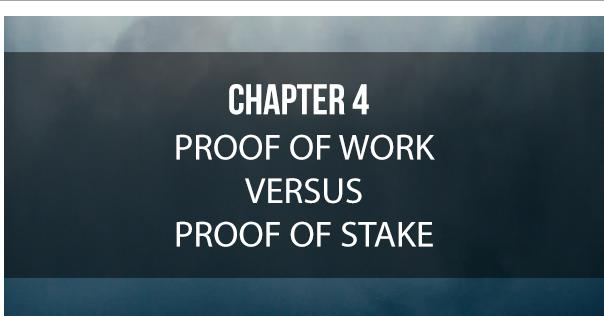 CHAPTER 4
PROOF OF WORK
VERSUS
PROOF OF STAKE